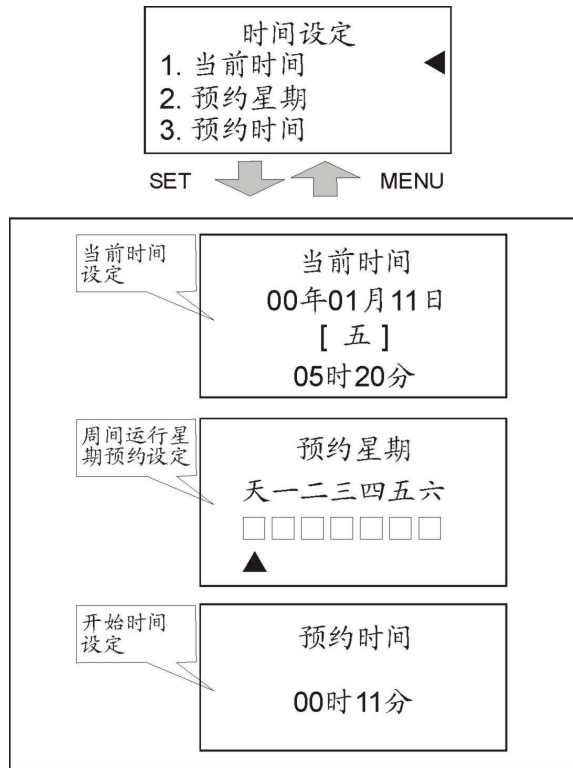 时间设定
1. 当前时间
2. 预约星期
3. 预约时间
SET MENU
当前时间
设定
当前时间
00年01月11日
[ 五 ]
05时20分
周间运行星
期预约设定
预约星期
天一二三四五六
开始时间
设定
预约时间
00时11分